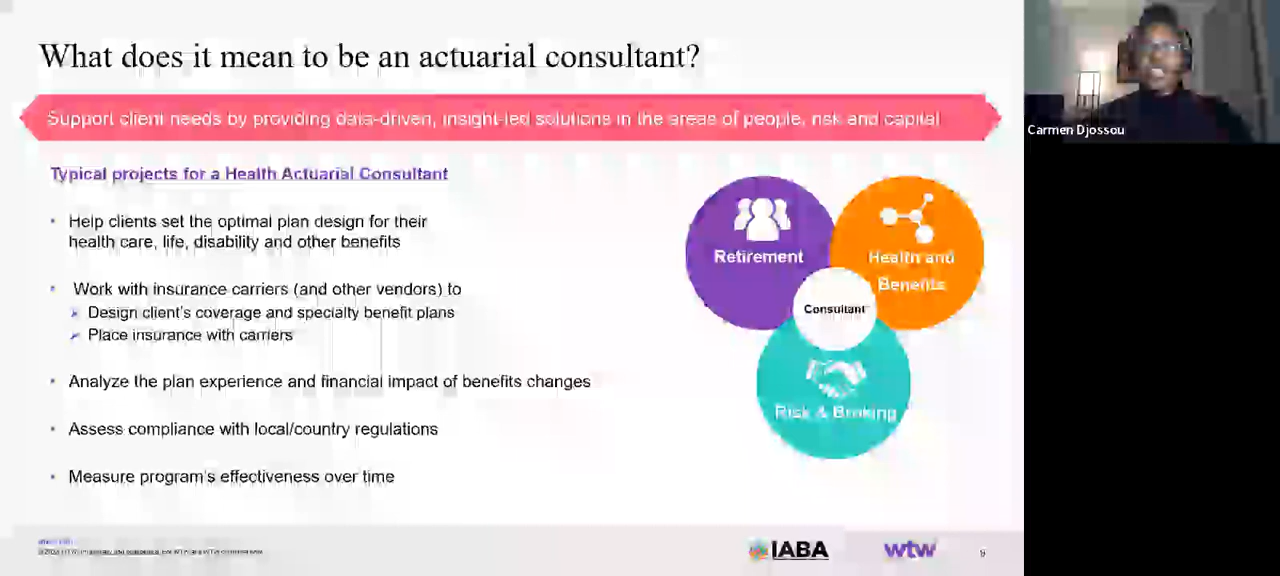 What does it mean to be an actuarial consultant?
Support client needs by providing data-driven, insight-led solutions in the areas of people, risk and capital
Typical projects for a Health Actuarial Consultant
Help clients set the optimal plan design for their
health care, life, disability and other benefits
Work with insurance carriers (and other vendors) to
Design client's coverage and specialty benefit plans
Place insurance with carriers
Analyze the plan experience and financial impact of benefits changes
Assess compliance with local/country regulations
Measure program's effectiveness over time
Retirement
Health and
Benefits
Consultant
Risk & Broking
IABA
wtw
9
Carmen Djossou